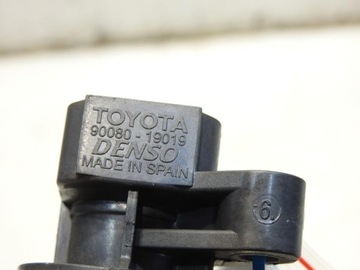 TOYOTA
90080-19019
DENSO
MADE IN SPAIN
6